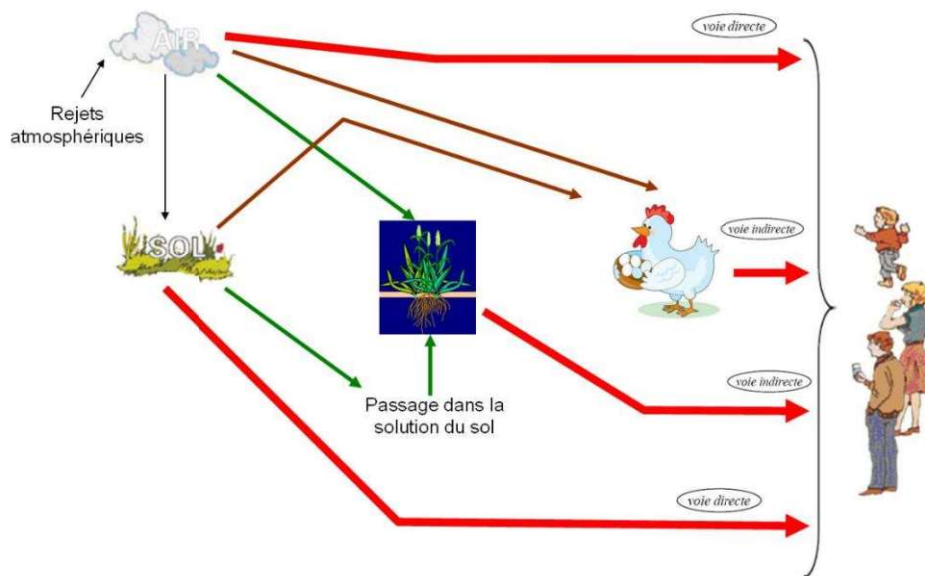 voie directe
AIR
Rejets
atmosphériques
voie indirecte
SOL
voie indirecte
Passage dans la
solution du sol
voie directe